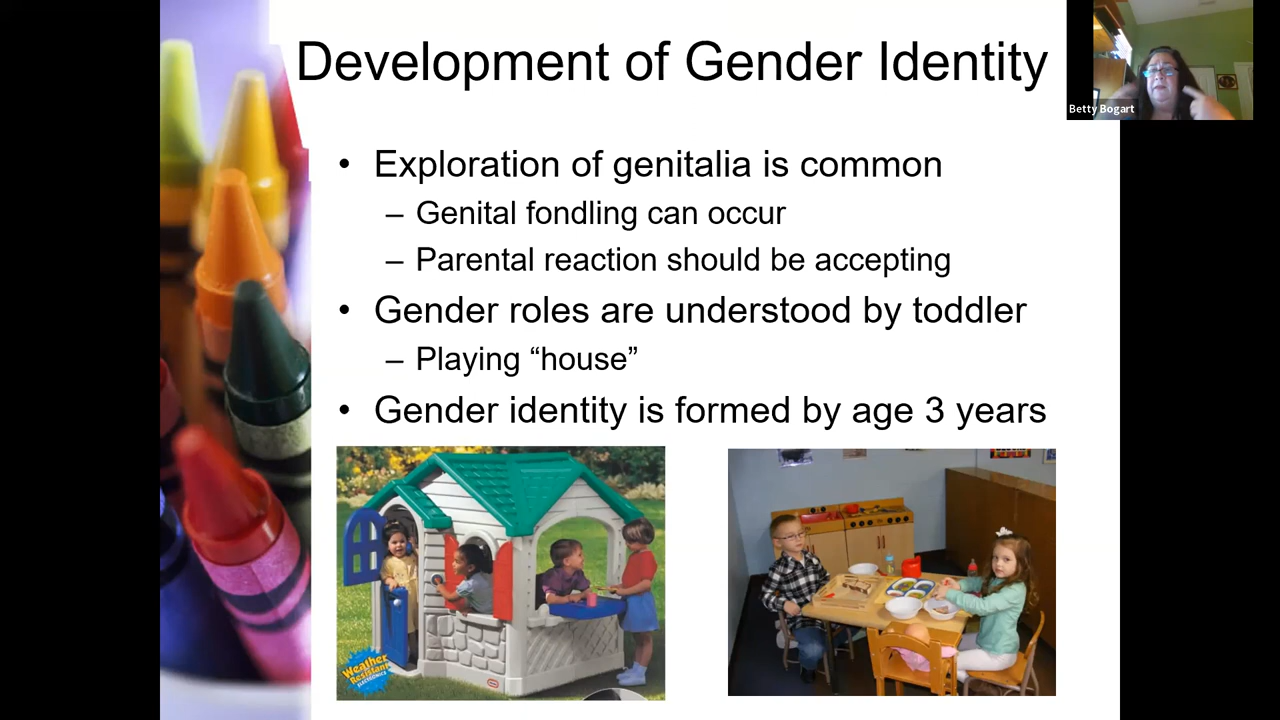 Development of Gender Identity
Betty Bogart
• Exploration of genitalia is common
– Genital fondling can occur
– Parental reaction should be accepting
• Gender roles are understood by toddler
– Playing “house”
• Gender identity is formed by age 3 years
Weather
Resistant